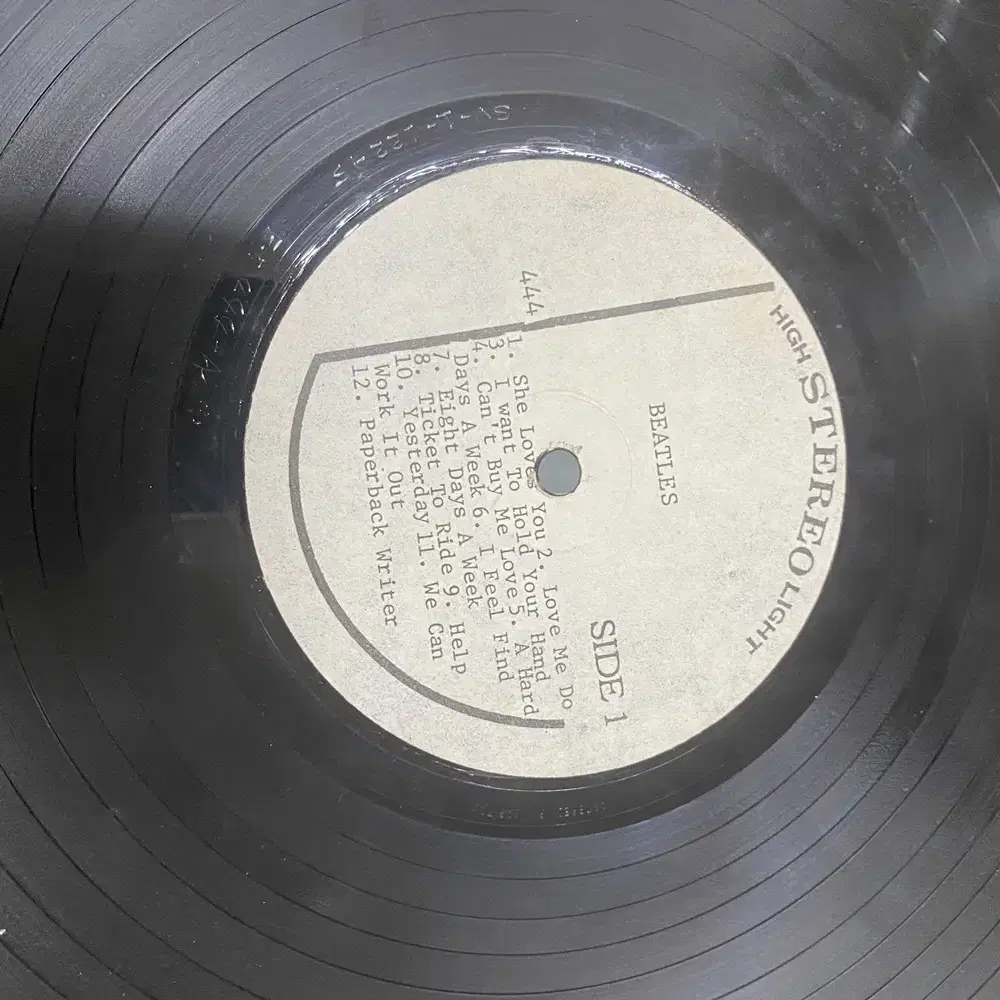 HIGH STEREO LIGHT
BEATLES
SIDE 1
444
1. She Loves You 2. Love Me Do
3. I want To Hold Your Hand
4. Can't Buy Me Love 5. A Hard
Days A Week 6. I Feel Find
7. Eight Days A Week
8. Ticket To Ride 9. Help
10. Yesterday 11. We Can
Work It Out
12. Paperback Writer